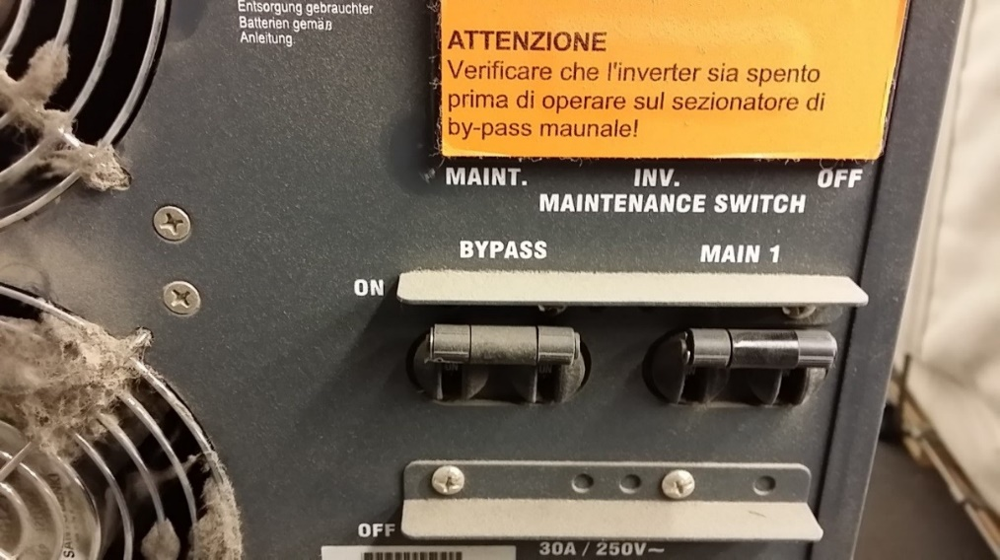 Entsorgung gebrauchter
Batterien gemäß
Anleitung.
ATTENZIONE
Verificare che l'inverter sia spento
prima di operare sul sezionatore di
by-pass maunale!
MAINT. INV. OFF
MAINTENANCE SWITCH
BYPASS MAIN 1
ON
OFF
30A / 250V~